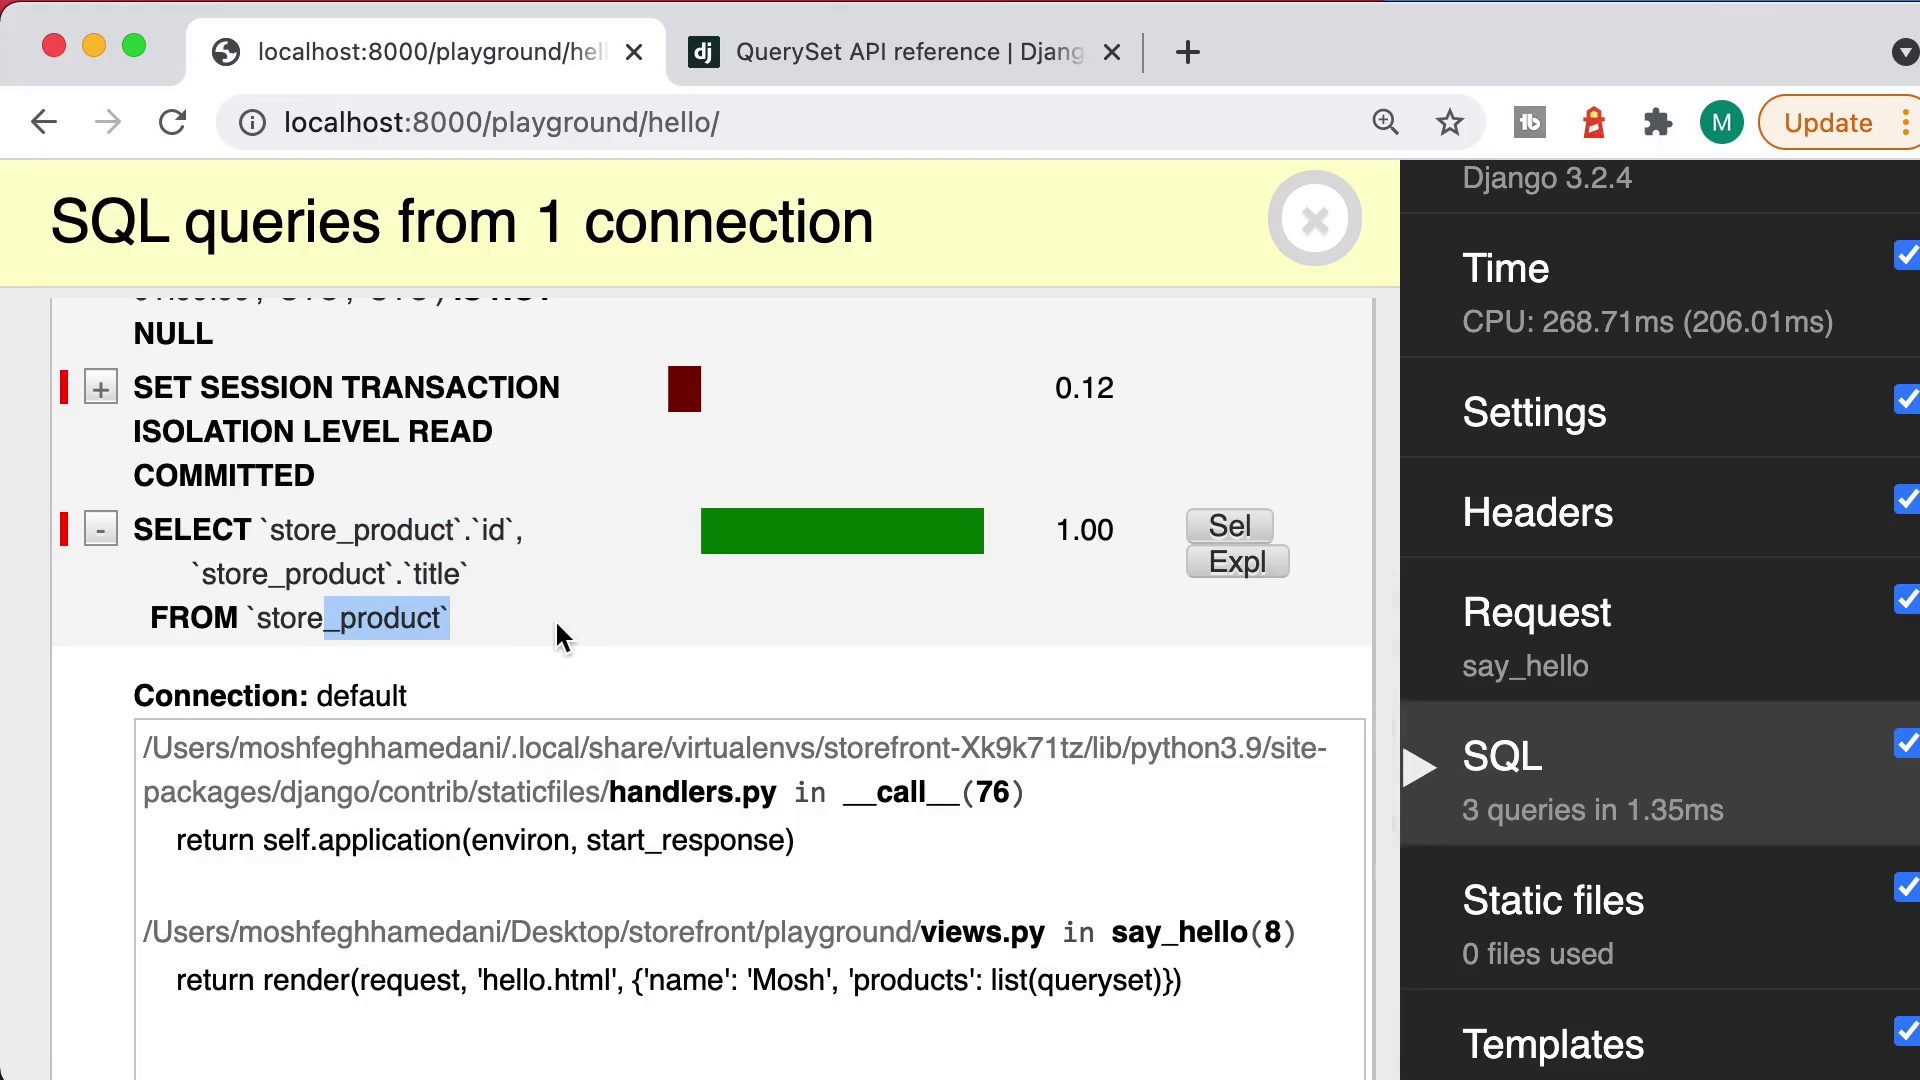 localhost:8000/playground/hel
QuerySet API reference | Djang
localhost:8000/playground/hello/
M
Update
SQL queries from 1 connection
NULL
+ SET SESSION TRANSACTION
ISOLATION LEVEL READ
COMMITTED
0.12
- SELECT `store_product`.`id`,
`store_product`.`title`
FROM `store_product`
1.00
Sel
Expl
Connection: default
/Users/moshfeghhamedani/.local/share/virtualenvs/storefront-Xk9k71tz/lib/python3.9/site-
packages/django/contrib/staticfiles/handlers.py in __call__(76)
return self.application(environ, start_response)
/Users/moshfeghhamedani/Desktop/storefront/playground/views.py in say_hello(8)
return render(request, 'hello.html', {'name': 'Mosh', 'products': list(queryset)})
Django 3.2.4
Time
CPU: 268.71ms (206.01ms)
Settings
Headers
Request
say_hello
SQL
3 queries in 1.35ms
Static files
0 files used
Templates